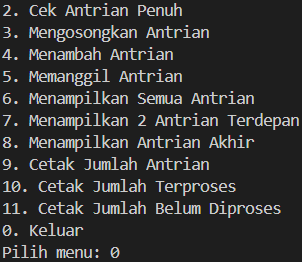 2. Cek Antrian Penuh
3. Mengosongkan Antrian
4. Menambah Antrian
5. Memanggil Antrian
6. Menampilkan Semua Antrian
7. Menampilkan 2 Antrian Terdepan
8. Menampilkan Antrian Akhir
9. Cetak Jumlah Antrian
10. Cetak Jumlah Terproses
11. Cetak Jumlah Belum Diproses
0. Keluar
Pilih menu: 0